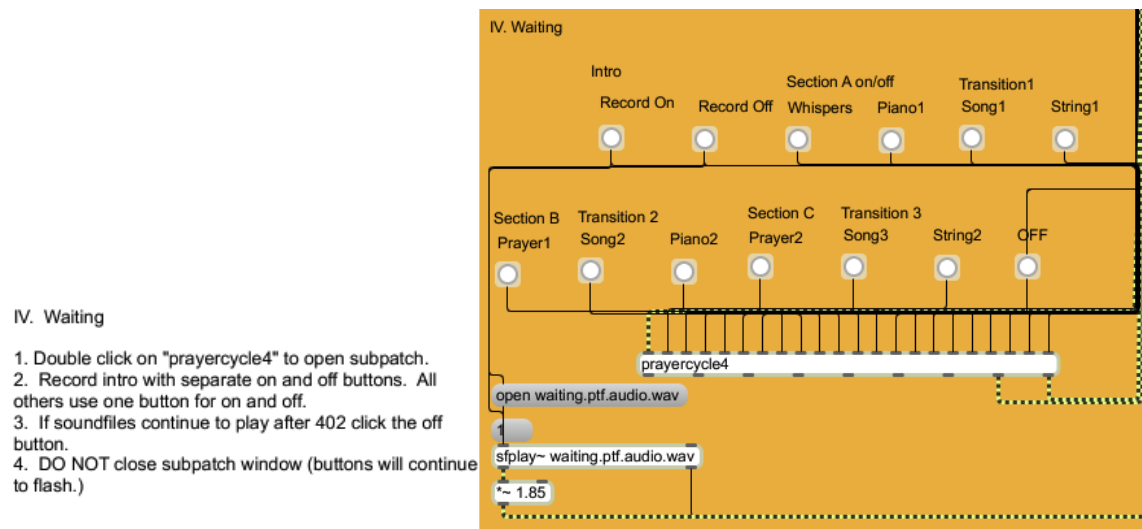 IV. Waiting
1. Double click on "prayercycle4" to open subpatch.
2. Record intro with separate on and off buttons. All
others use one button for on and off.
3. If soundfiles continue to play after 402 click the off
button.
4. DO NOT close subpatch window (buttons will continue
to flash.)
IV. Waiting
Intro
Section A on/off
Transition1
Record On
Record Off
Whispers
Piano1
Song1
String1
Section B
Transition 2
Section C
Transition 3
Prayer1
Song2
Piano2
Prayer2
Song3
String2
OFF
prayercycle4
open waiting.ptf.audio.wav
1
sfplay~ waiting.ptf.audio.wav
*~ 1.85